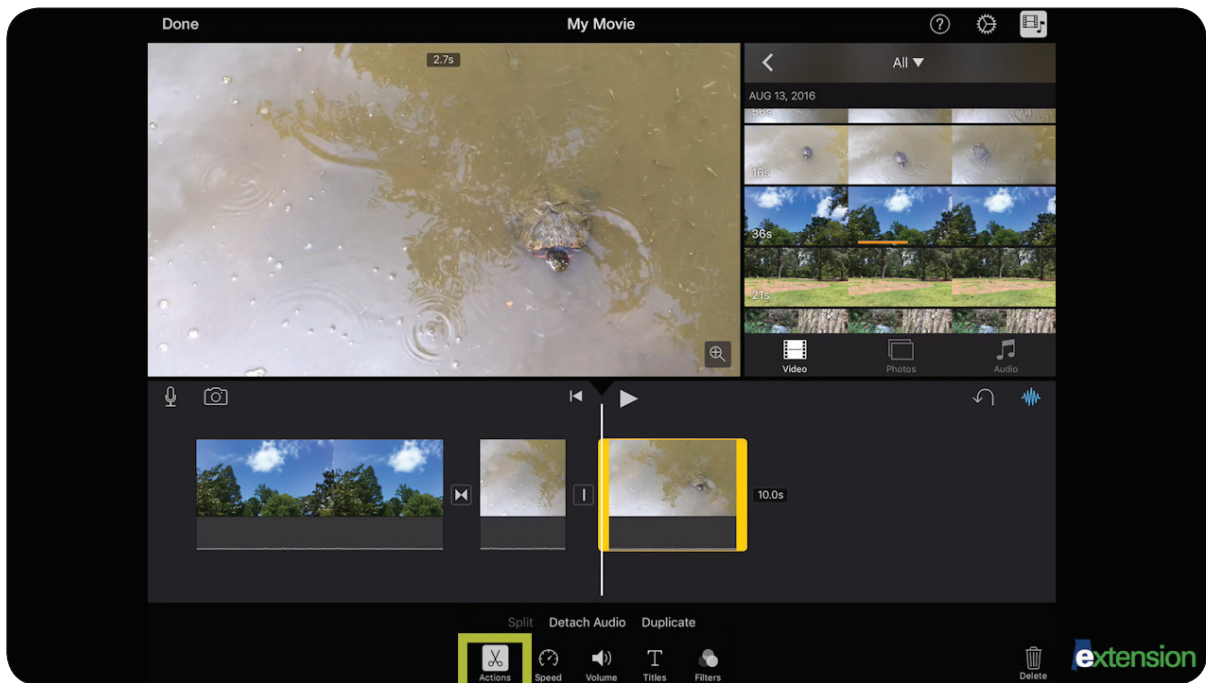 Done
My Movie
?
2.7s
All ▼
AUG 13, 2016
56s
16s
36s
21s
Video
Photos
Audio
10.0s
Split Detach Audio Duplicate
Actions Speed Volume Titles Filters
Delete
extension